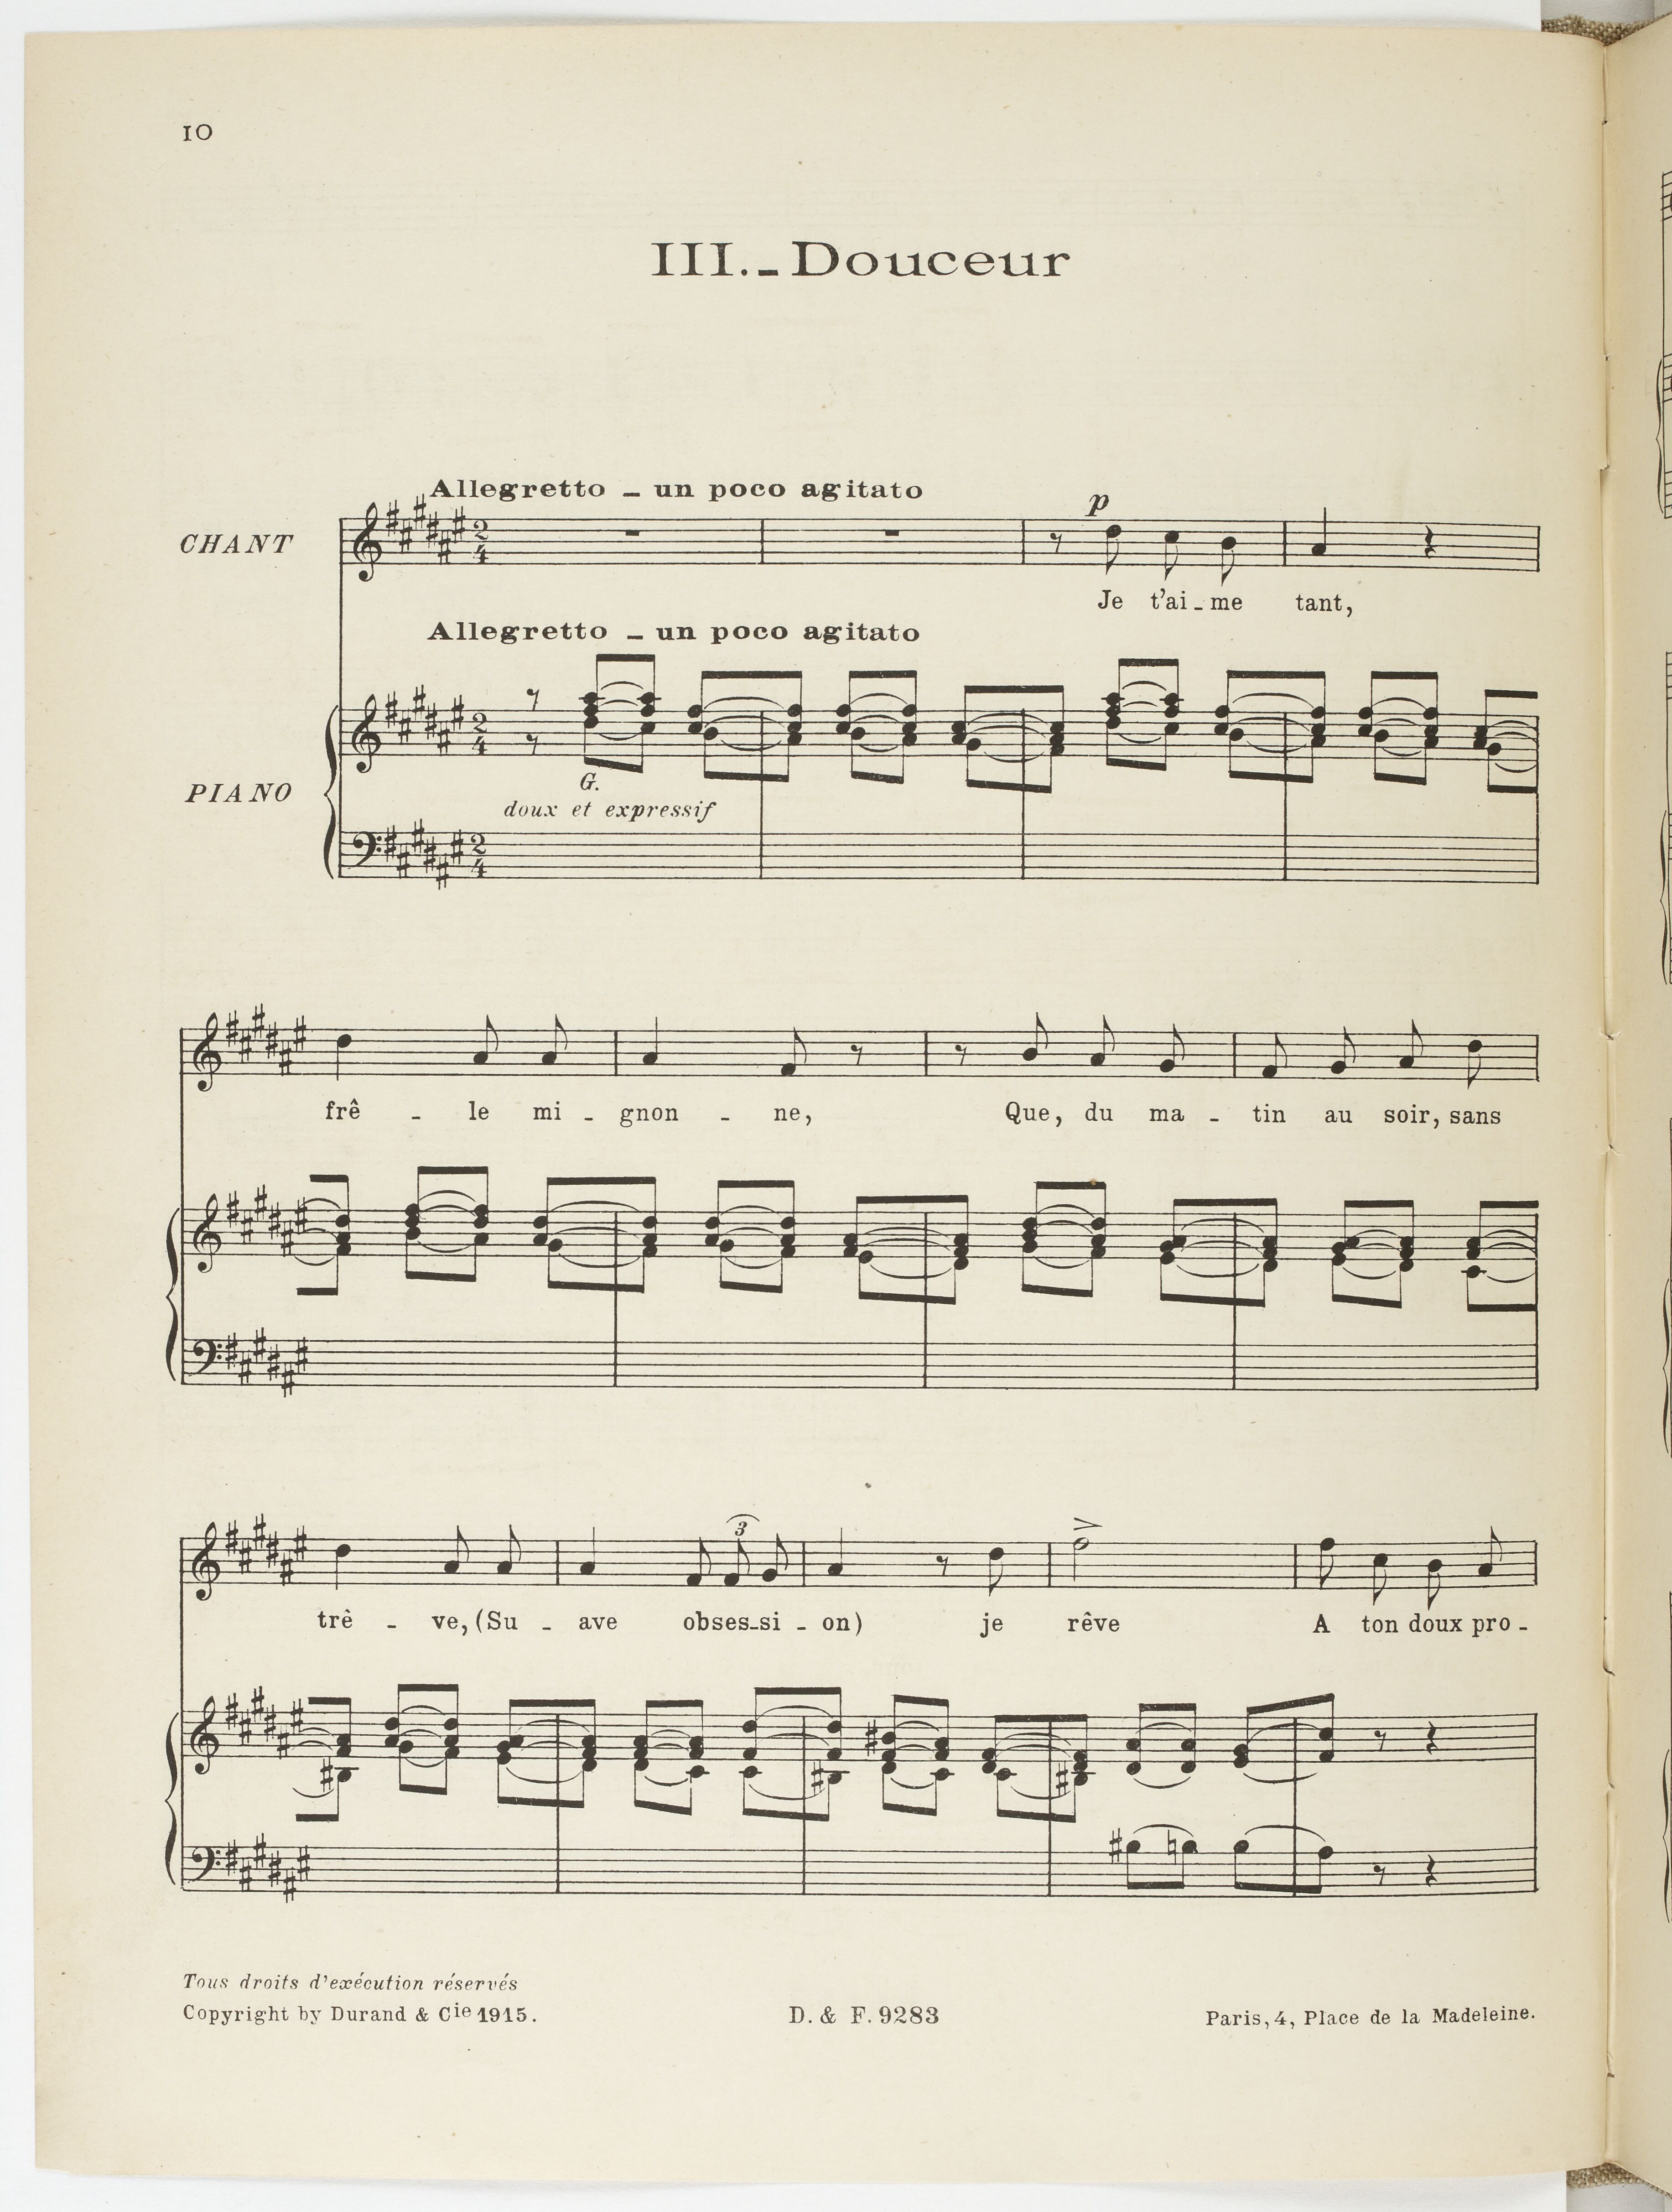 10
III. - Douceur
Allegretto - un poco agitato
CHANT
p
Je t'ai - me tant,
Allegretto - un poco agitato
PIANO
G.
doux et expressif
frê - le mi - gnon - ne, Que, du ma - tin au soir, sans
3
trê - ve, (Su - ave obses - si - on) je rêve A ton doux pro -
Tous droits d'exécution réservés
Copyright by Durand & Cie 1915.
D. & F. 9283
Paris, 4, Place de la Madeleine.